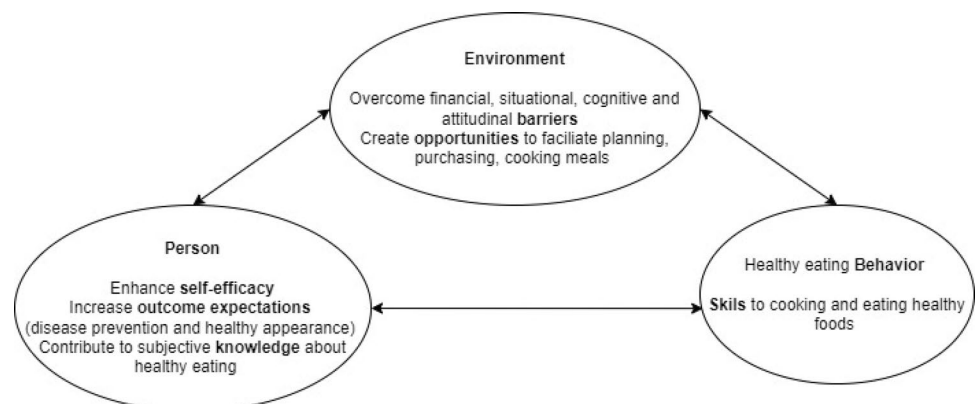 Environment
Overcome financial, situational, cognitive and
attitudinal barriers
Create opportunities to faciliate planning,
purchasing, cooking meals
Person
Enhance self-efficacy
Increase outcome expectations
(disease prevention and healthy appearance)
Contribute to subjective knowledge about
healthy eating
Healthy eating Behavior
Skils to cooking and eating healthy
foods